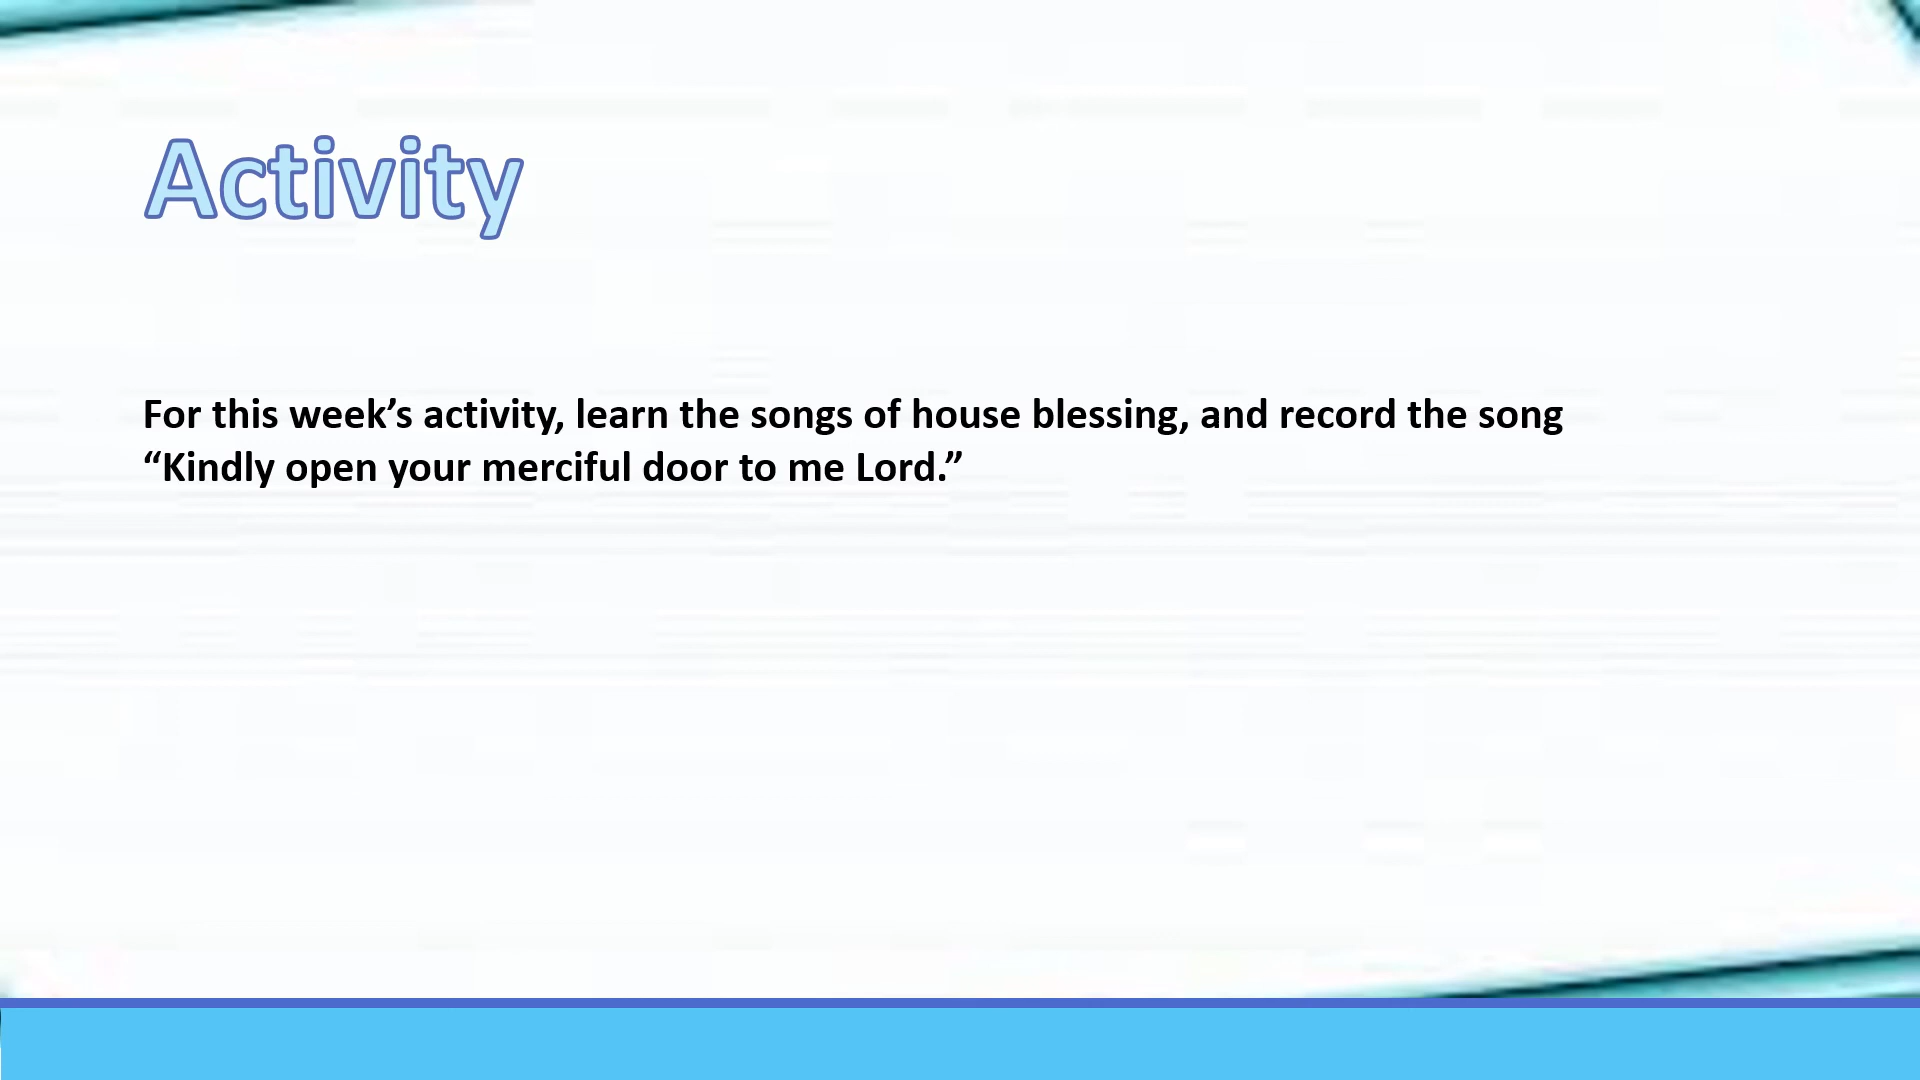 Activity
For this week’s activity, learn the songs of house blessing, and record the song
“Kindly open your merciful door to me Lord.”